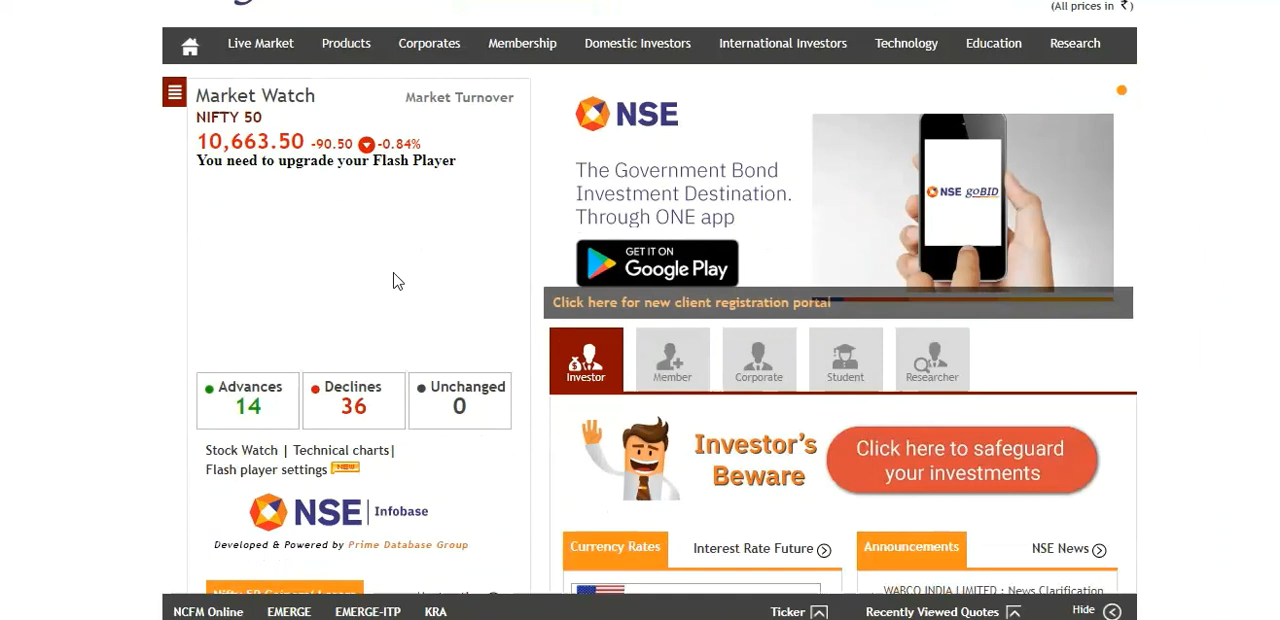 (All prices in ₹)
Live Market Products Corporates Membership Domestic Investors International Investors Technology Education Research
Market Watch Market Turnover
NIFTY 50
10,663.50 -90.50 -0.84%
You need to upgrade your Flash Player
Advances Declines Unchanged
14 36 0
Stock Watch | Technical charts|
Flash player settings NEW
NSE | Infobase
Developed & Powered by Prime Database Group
NSE
The Government Bond
Investment Destination.
Through ONE app
GET IT ON
Google Play
NSE goBID
Click here for new client registration portal
Investor Member Corporate Student Researcher
Investor's
Beware
Click here to safeguard
your investments
Currency Rates Interest Rate Future
Announcements NSE News
WABCO INDIA LIMITED : News Clarification
NCFM Online EMERGE EMERGE-ITP KRA Ticker Recently Viewed Quotes Hide